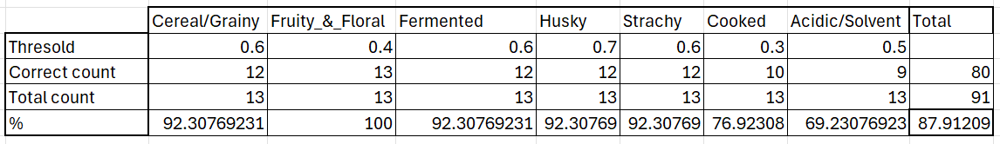 Cereal/Grainy Fruity_&_Floral Fermented Husky Strachy Cooked Acidic/Solvent Total
Thresold 0.6 0.4 0.6 0.7 0.6 0.3 0.5
Correct count 12 13 12 12 12 10 9 80
Total count 13 13 13 13 13 13 13 91
% 92.30769231 100 92.30769231 92.30769 92.30769 76.92308 69.23076923 87.91209